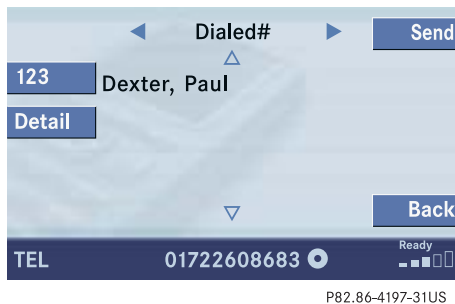 Dialed# Send
123 Dexter, Paul
Detail
Back
TEL 01722608683 Ready
P82.86-4197-31US